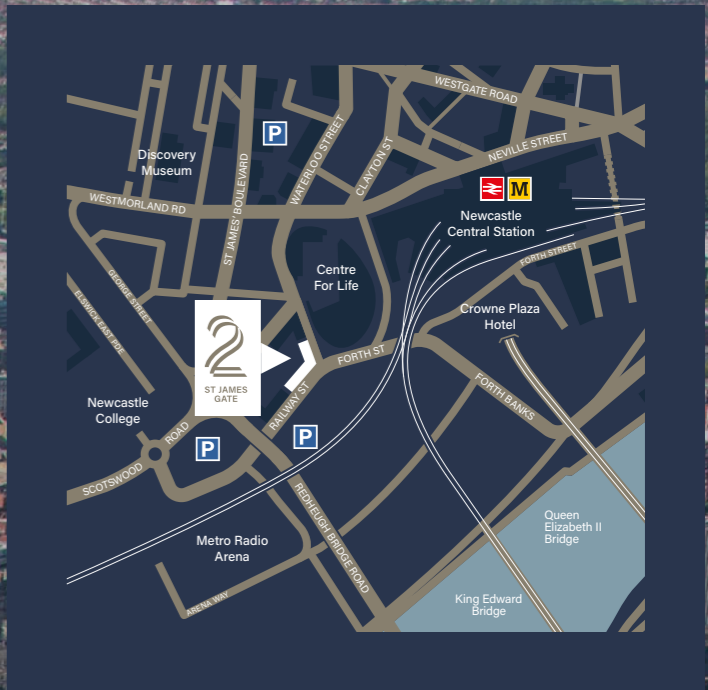 WESTGATE ROAD
P
NEVILLE STREET
WATERLOO STREET
CLAYTON ST
Discovery
Museum
ST JAMES' BOULEVARD
M
WESTMORLAND RD
Newcastle
Central Station
FORTH STREET
Centre
For Life
GEORGE STREET
ELSWICK EAST PDE
Crowne Plaza
Hotel
2
ST JAMES
GATE
FORTH ST
RAILWAY ST
FORTH BANKS
Newcastle
College
P
P
SCOTSWOOD ROAD
REDHEUGH BRIDGE ROAD
Queen
Elizabeth II
Bridge
Metro Radio
Arena
ARENA WAY
King Edward
Bridge